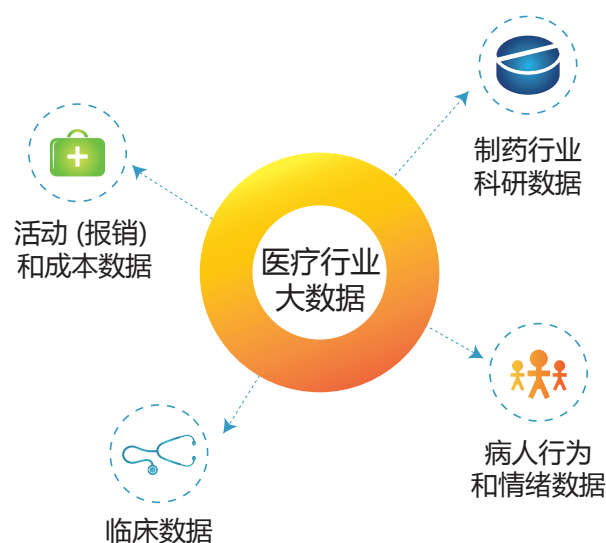 制药行业
科研数据
活动 (报销)
和成本数据
医疗行业
大数据
病人行为
和情绪数据
临床数据